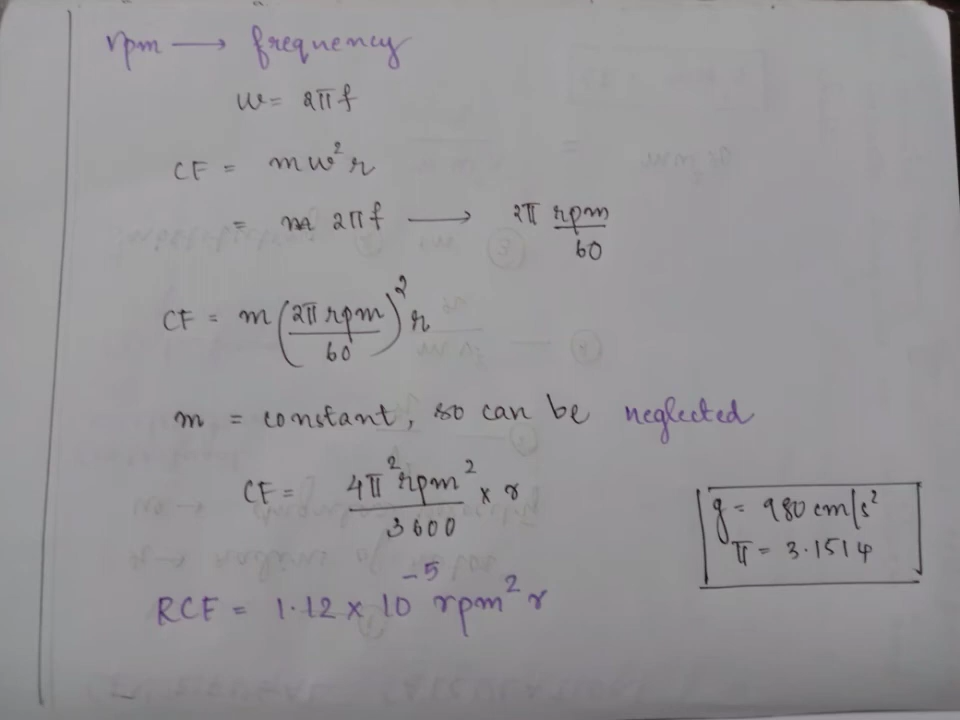 rpm → frequency
w = 2πf
CF = mw²r
= m 2πf → 2π rpm/60
CF = m(2π rpm/60)² r
m = constant, so can be neglected
CF = 4π² rpm²/3600 × r
g = 980 cm/s²
π = 3.1514
RCF = 1.12 × 10⁻⁵ rpm² r